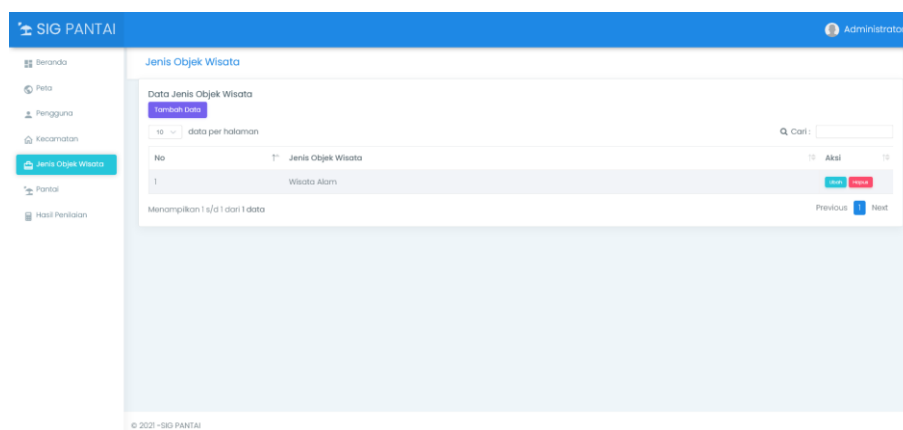 SIG PANTAI
Administrator
Beranda
Peta
Pengguna
Kecamatan
Jenis Objek Wisata
Pantai
Hasil Penilaian
Jenis Objek Wisata
Data Jenis Objek Wisata
Tambah Data
10 data per halaman
Cari :
No Jenis Objek Wisata Aksi
1 Wisata Alam Ubah Hapus
Menampilkan 1 s/d 1 dari 1 data
Previous 1 Next
© 2021 - SIG PANTAI